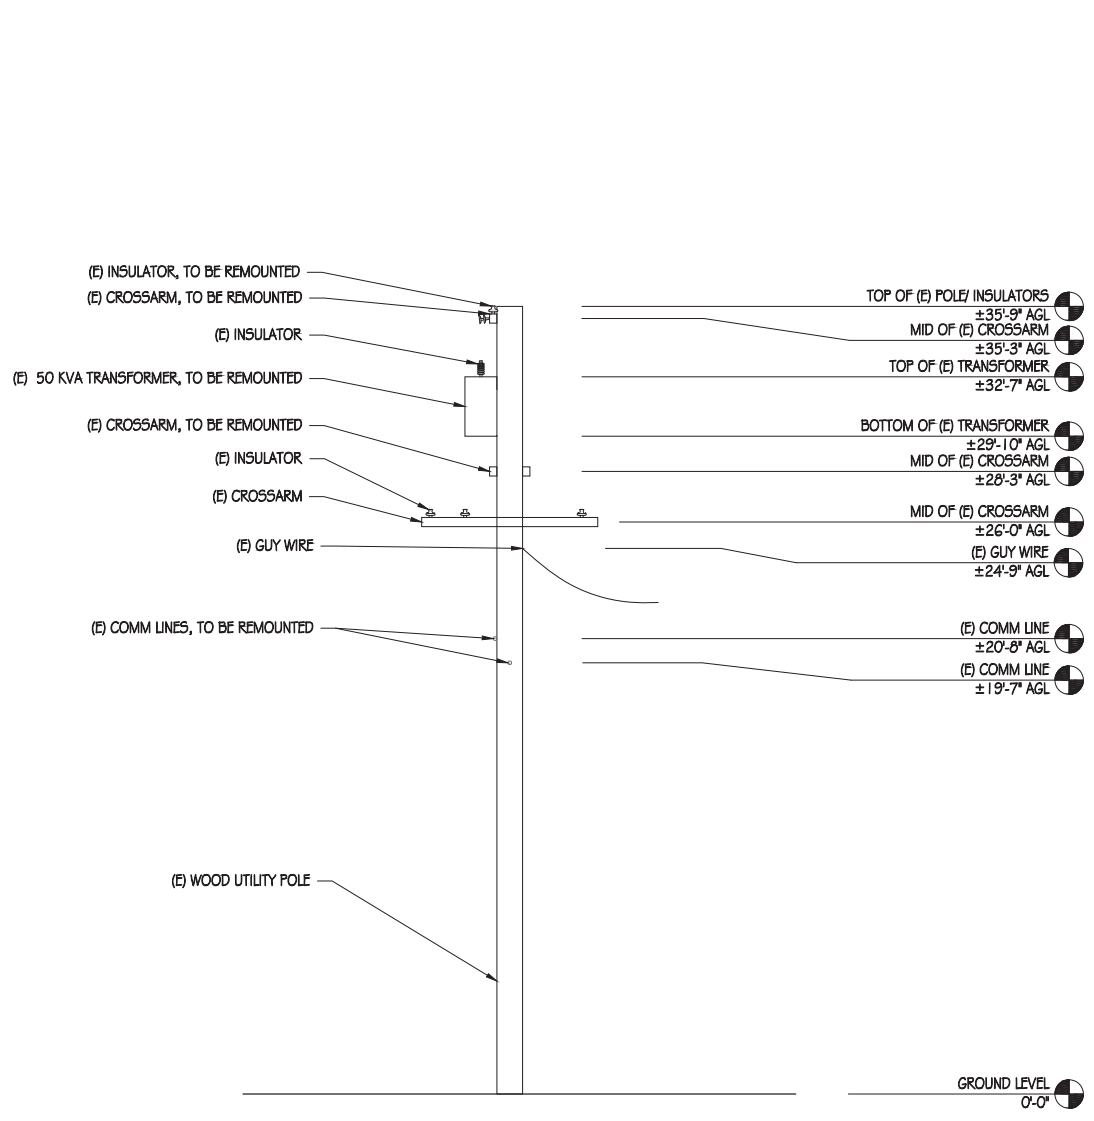 (E) INSULATOR, TO BE REMOUNTED
(E) CROSSARM, TO BE REMOUNTED
(E) INSULATOR
(E) 50 KVA TRANSFORMER, TO BE REMOUNTED
(E) CROSSARM, TO BE REMOUNTED
(E) INSULATOR
(E) CROSSARM
(E) GUY WIRE
(E) COMM LINES, TO BE REMOUNTED
(E) WOOD UTILITY POLE
TOP OF (E) POLE/ INSULATORS
±35'-9" AGL
MID OF (E) CROSSARM
±35'-3" AGL
TOP OF (E) TRANSFORMER
±32'-7" AGL
BOTTOM OF (E) TRANSFORMER
±29'-10" AGL
MID OF (E) CROSSARM
±28'-3" AGL
MID OF (E) CROSSARM
±26'-0" AGL
(E) GUY WIRE
±24'-9" AGL
(E) COMM LINE
±20'-8" AGL
(E) COMM LINE
±19'-7" AGL
GROUND LEVEL
0'-0"